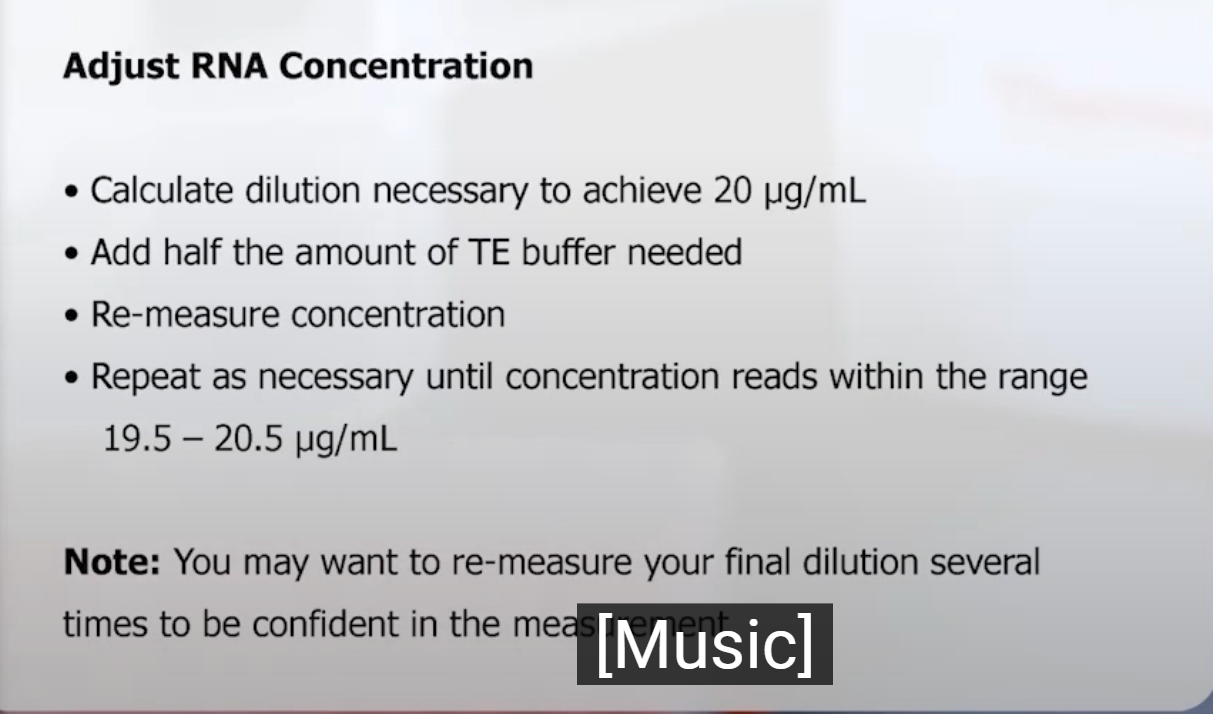 Adjust RNA Concentration
• Calculate dilution necessary to achieve 20 µg/mL
• Add half the amount of TE buffer needed
• Re-measure concentration
• Repeat as necessary until concentration reads within the range
19.5 – 20.5 µg/mL
Note: You may want to re-measure your final dilution several
times to be confident in the measurement
[Music]